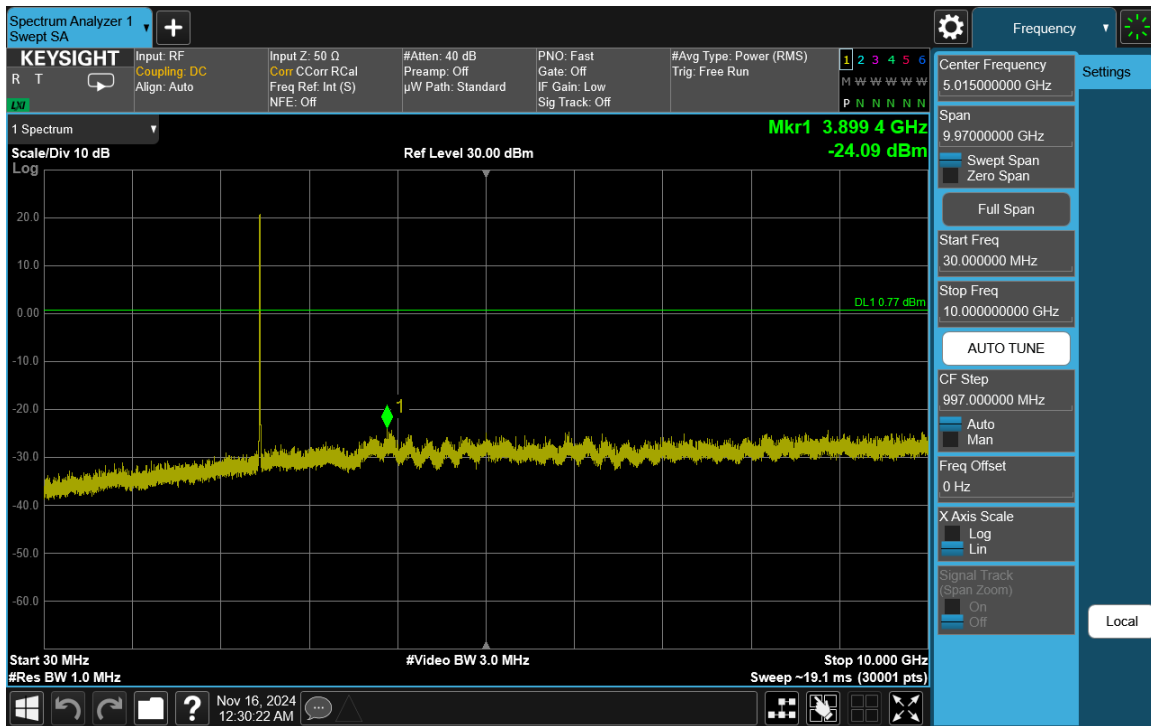 Spectrum Analyzer 1
Swept SA
+
Frequency
KEYSIGHT
R T
LXI
Input: RF
Coupling: DC
Align: Auto
Input Z: 50 Ω
Corr CCorr RCal
Freq Ref: Int (S)
NFE: Off
#Atten: 40 dB
Preamp: Off
µW Path: Standard
PNO: Fast
Gate: Off
IF Gain: Low
Sig Track: Off
#Avg Type: Power (RMS)
Trig: Free Run
1 2 3 4 5 6
M W W W W W
P N N N N N
1 Spectrum
Scale/Div 10 dB
Log
Ref Level 30.00 dBm
Mkr1 3.899 4 GHz
-24.09 dBm
20.0
10.0
0.00
DL1 0.77 dBm
-10.0
-20.0
1
-30.0
-40.0
-50.0
-60.0
Start 30 MHz
#Video BW 3.0 MHz
Stop 10.000 GHz
#Res BW 1.0 MHz
Sweep ~19.1 ms (30001 pts)
Center Frequency
5.015000000 GHz
Settings
Span
9.97000000 GHz
Swept Span
Zero Span
Full Span
Start Freq
30.000000 MHz
Stop Freq
10.000000000 GHz
AUTO TUNE
CF Step
997.000000 MHz
Auto
Man
Freq Offset
0 Hz
X Axis Scale
Log
Lin
Signal Track
(Span Zoom)
On
Off
Local
?
Nov 16, 2024
12:30:22 AM